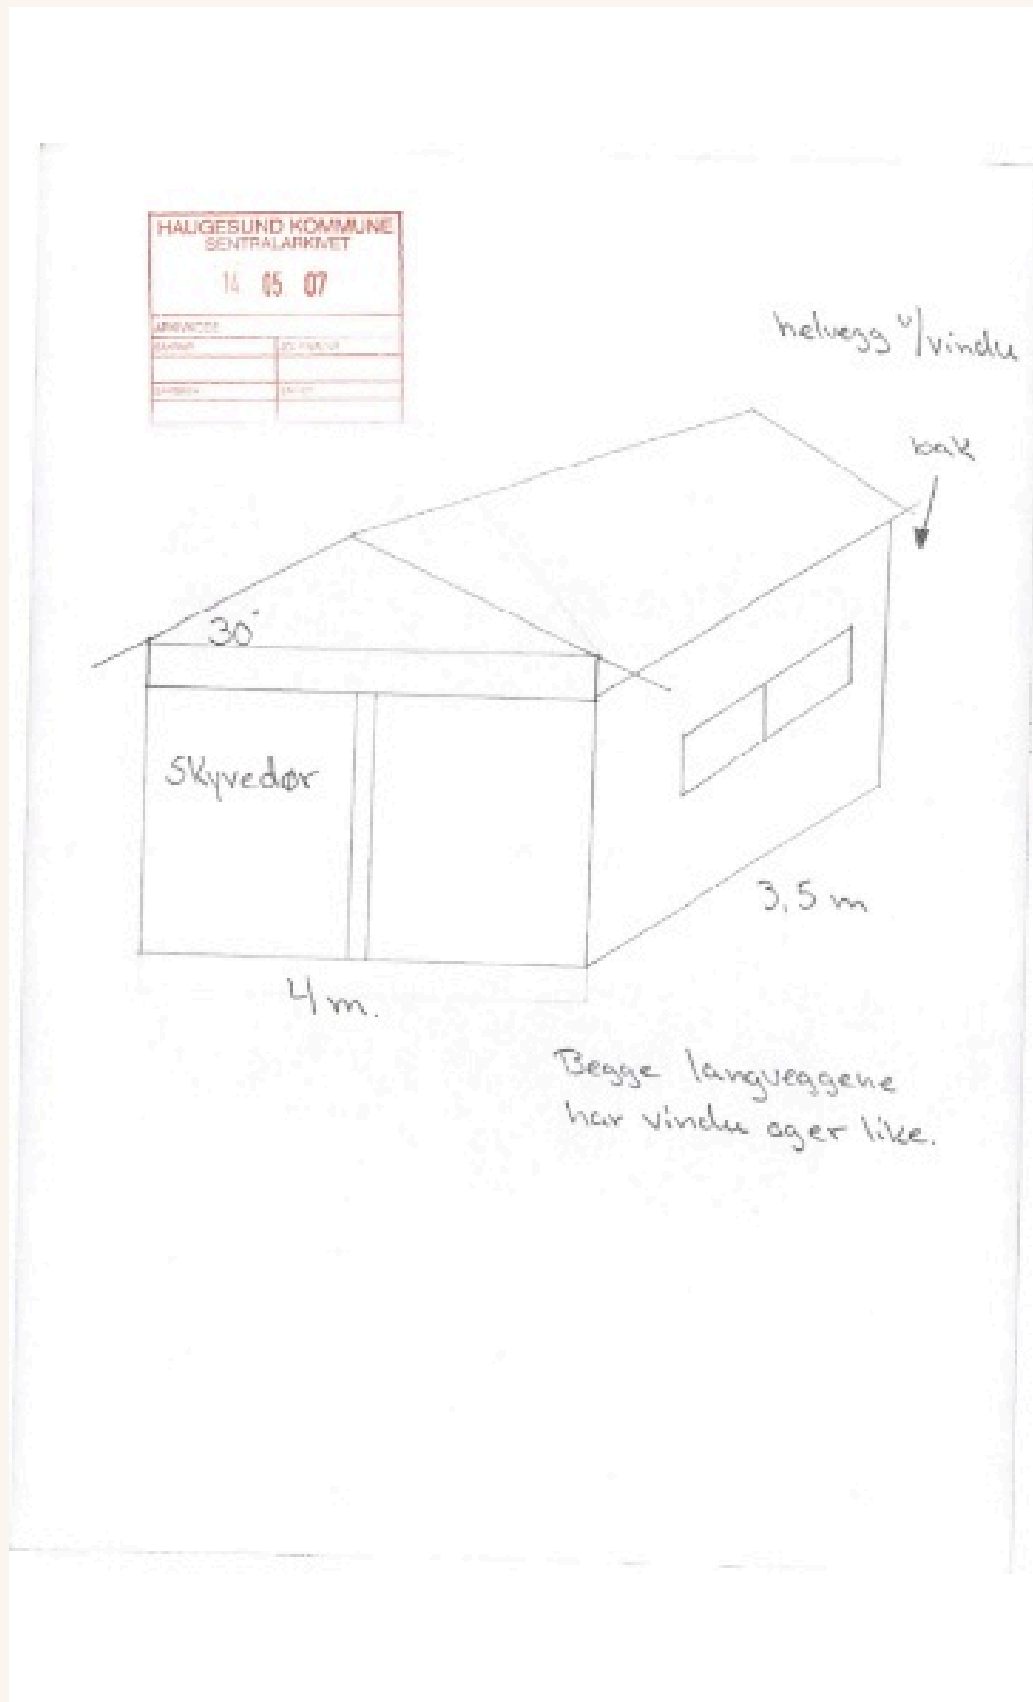 HAUGESUND KOMMUNE
SENTRALARKIVET
14 05. 07
helvegg u/vindu
bak
30°
Skyvedør
3,5 m
4 m.
Begge langveggene
har vindu og er like.